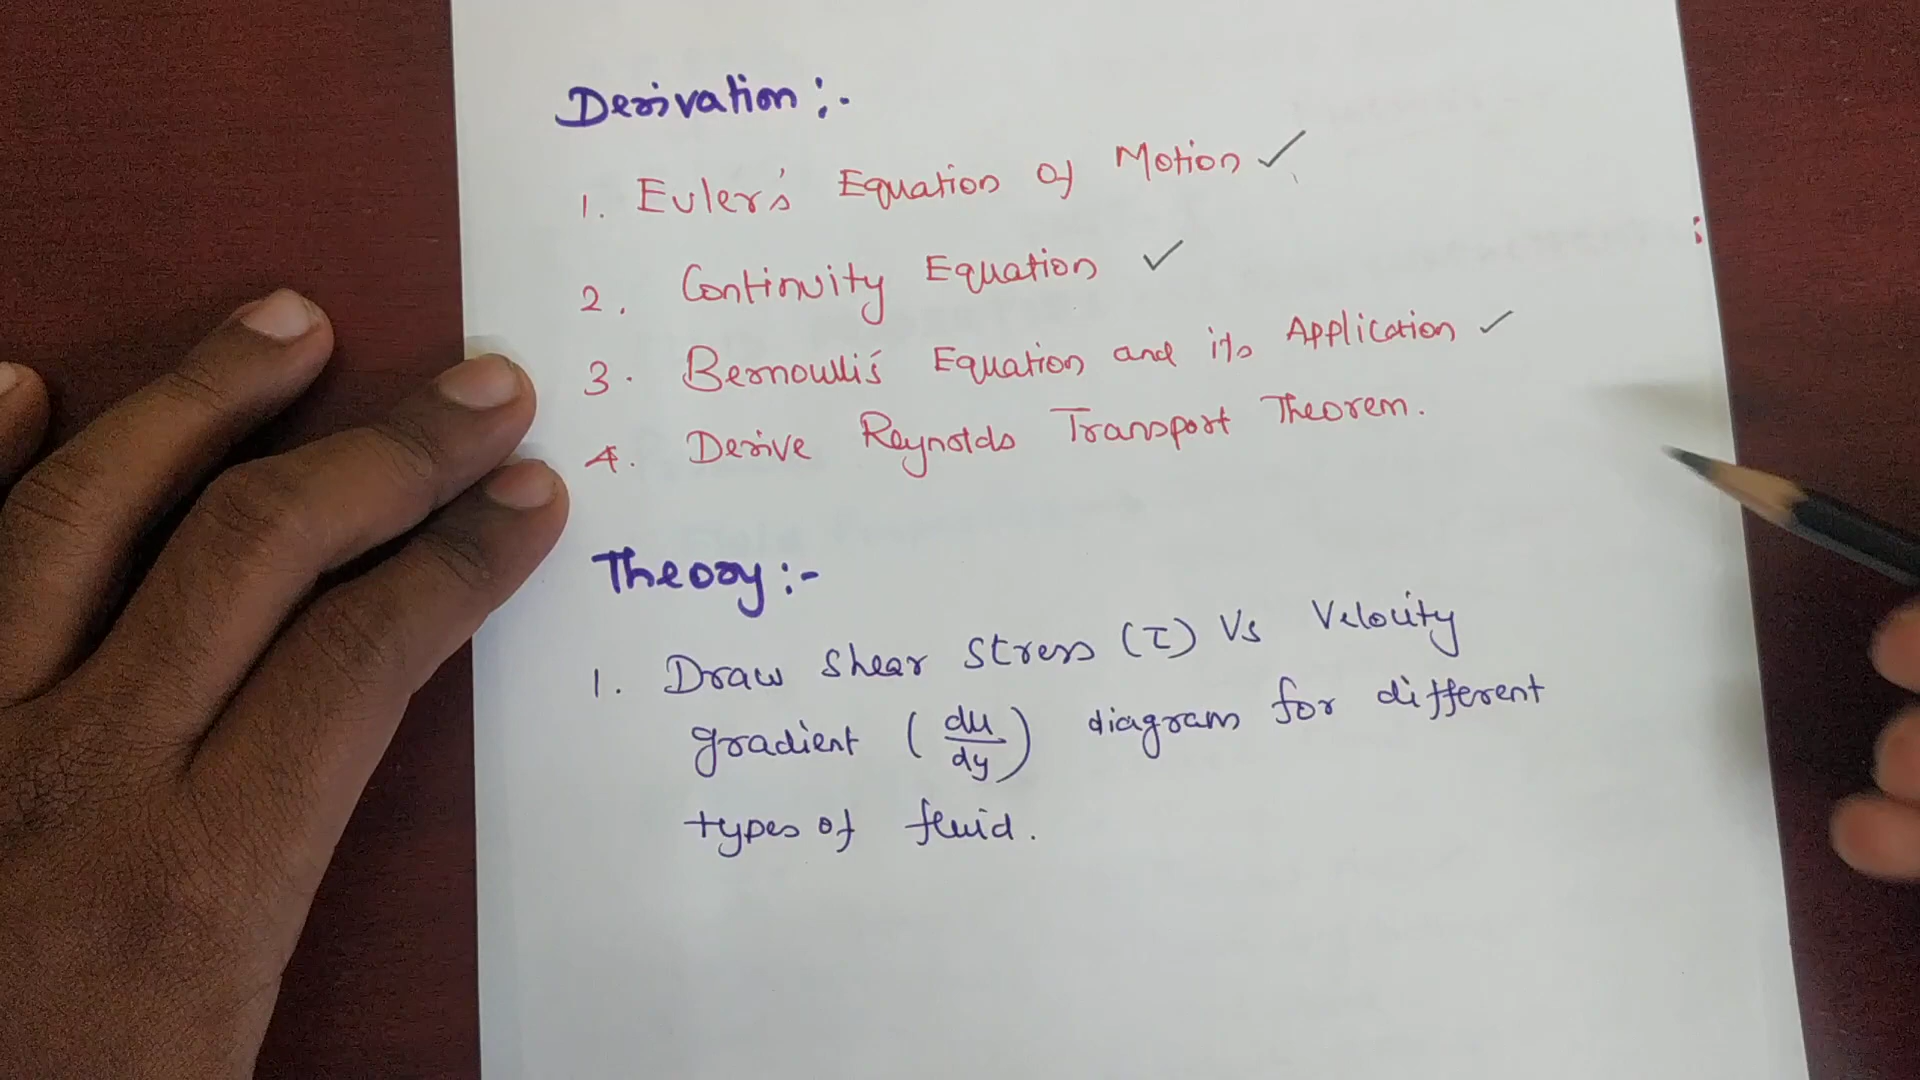 Derivation :-
1. Euler's Equation of Motion ✓
2. Continuity Equation ✓
3. Bernoulli's Equation and its Application ✓
4. Derive Reynolds Transport Theorem.
Theory :-
1. Draw Shear Stress (τ) Vs Velocity
gradient (du/dy) diagram for different
types of fluid.